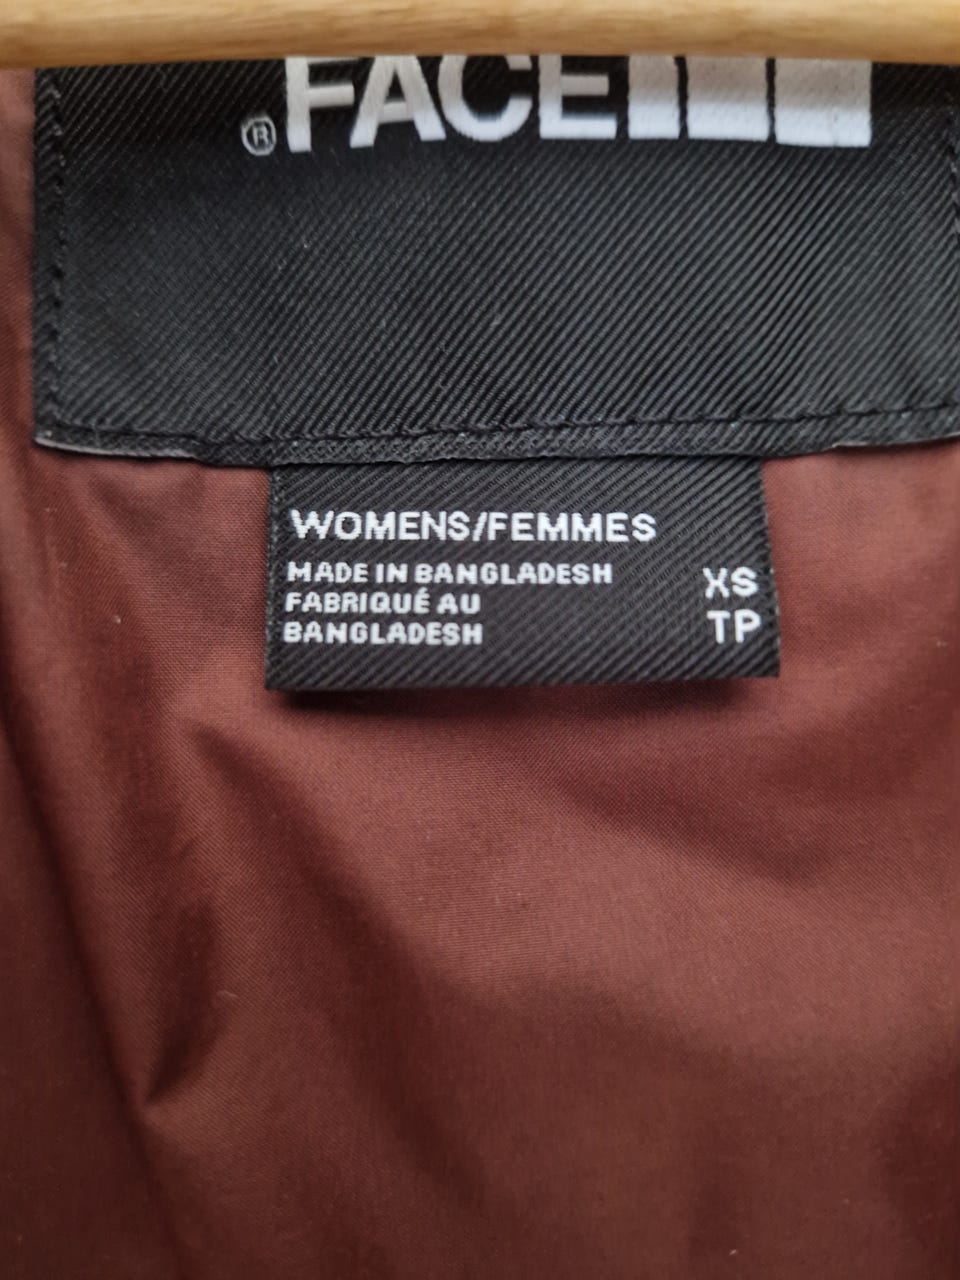 ® FACE
WOMENS/FEMMES
MADE IN BANGLADESH
FABRIQUÉ AU
BANGLADESH
XS
TP